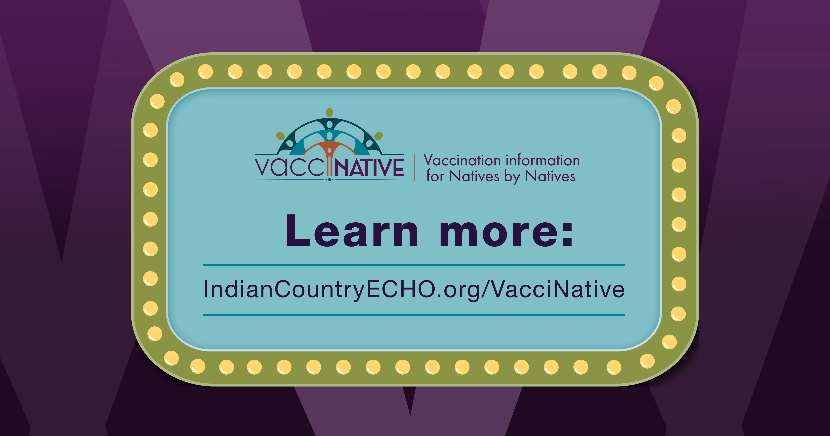 vacciNATIVE
Vaccination information
for Natives by Natives
Learn more:
IndianCountryECHO.org/VacciNative